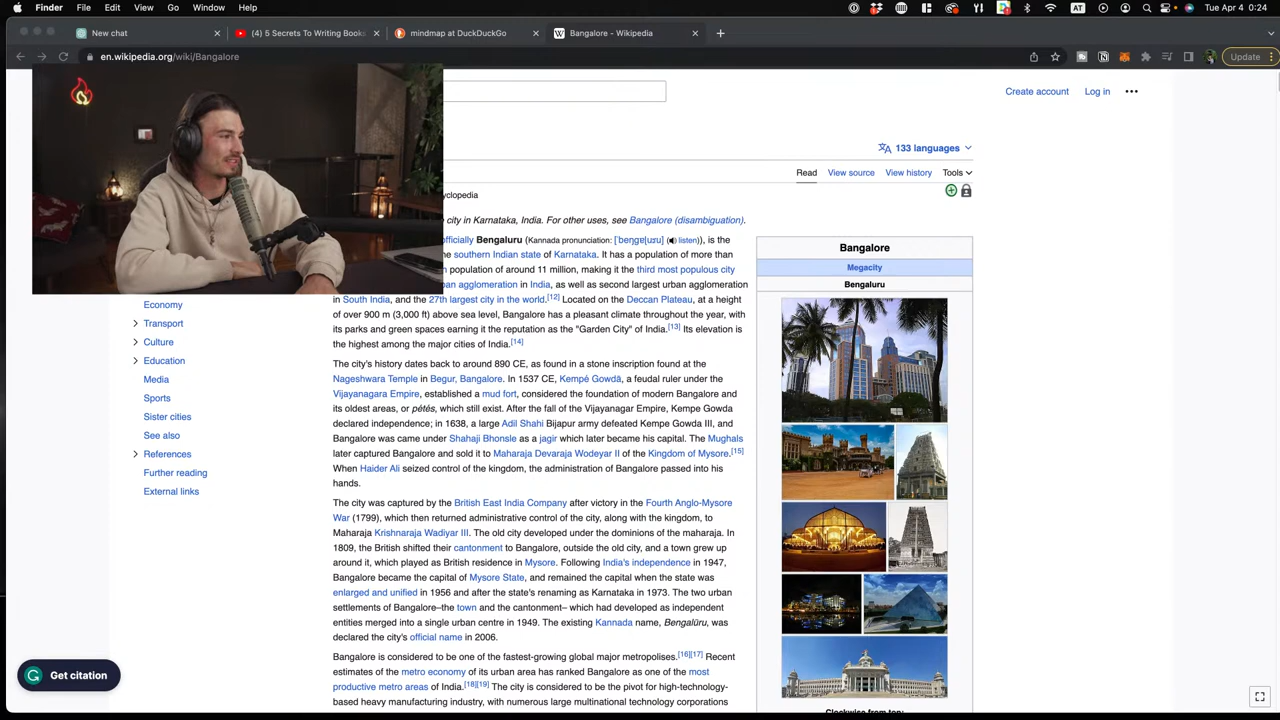 Finder File Edit View Go Window Help AT Tue Apr 4 0:24
New chat (4) 5 Secrets To Writing Books mindmap at DuckDuckGo Bangalore - Wikipedia
en.wikipedia.org/wiki/Bangalore Update
Create account Log in
133 languages
Read View source View history Tools
clopedia
city in Karnataka, India. For other uses, see Bangalore (disambiguation).
officially Bengaluru (Kannada pronunciation: [ˈbeŋɡɐɭuːru] (listen)), is the
e southern Indian state of Karnataka. It has a population of more than
population of around 11 million, making it the third most populous city
an agglomeration in India, as well as second largest urban agglomeration
in South India, and the 27th largest city in the world.[12] Located on the Deccan Plateau, at a height
of over 900 m (3,000 ft) above sea level, Bangalore has a pleasant climate throughout the year, with
its parks and green spaces earning it the reputation as the "Garden City" of India.[13] Its elevation is
the highest among the major cities of India.[14]
The city's history dates back to around 890 CE, as found in a stone inscription found at the
Nageshwara Temple in Begur, Bangalore. In 1537 CE, Kempé Gowdā, a feudal ruler under the
Vijayanagara Empire, established a mud fort, considered the foundation of modern Bangalore and
its oldest areas, or pétés, which still exist. After the fall of the Vijayanagar Empire, Kempe Gowda
declared independence; in 1638, a large Adil Shahi Bijapur army defeated Kempe Gowda III, and
Bangalore was came under Shahaji Bhonsle as a jagir which later became his capital. The Mughals
later captured Bangalore and sold it to Maharaja Devaraja Wodeyar II of the Kingdom of Mysore.[15]
When Haider Ali seized control of the kingdom, the administration of Bangalore passed into his
hands.
The city was captured by the British East India Company after victory in the Fourth Anglo-Mysore
War (1799), which then returned administrative control of the city, along with the kingdom, to
Maharaja Krishnaraja Wadiyar III. The old city developed under the dominions of the maharaja. In
1809, the British shifted their cantonment to Bangalore, outside the old city, and a town grew up
around it, which played as British residence in Mysore. Following India's independence in 1947,
Bangalore became the capital of Mysore State, and remained the capital when the state was
enlarged and unified in 1956 and after the state's renaming as Karnataka in 1973. The two urban
settlements of Bangalore–the town and the cantonment– which had developed as independent
entities merged into a single urban centre in 1949. The existing Kannada name, Bengalūru, was
declared the city's official name in 2006.
Bangalore is considered to be one of the fastest-growing global major metropolises.[16][17] Recent
estimates of the metro economy of its urban area has ranked Bangalore as one of the most
productive metro areas of India.[18][19] The city is considered to be the pivot for high-technology-
based heavy manufacturing industry, with numerous large multinational technology corporations
Economy
Transport
Culture
Education
Media
Sports
Sister cities
See also
References
Further reading
External links
Bangalore
Megacity
Bengaluru
Clockwise from top:
Get citation